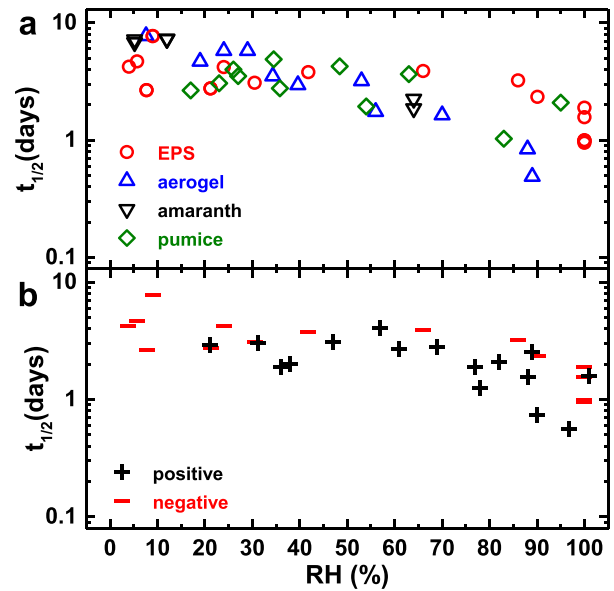 a
10
1
0.1
t1/2(days)
EPS
aerogel
amaranth
pumice
b
10
1
0.1
t1/2(days)
positive
negative
0 10 20 30 40 50 60 70 80 90 100
RH (%)